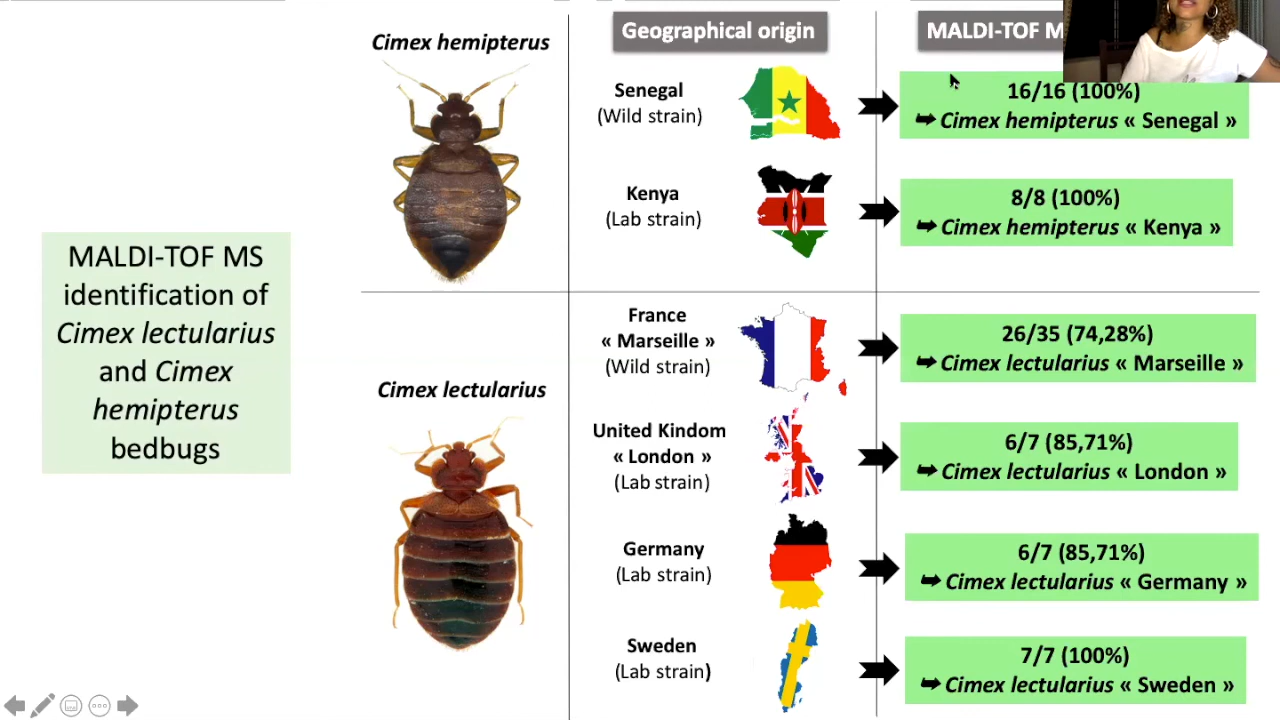 MALDI-TOF MS
identification of
Cimex lectularius
and Cimex
hemipterus
bedbugs
Cimex hemipterus
Cimex lectularius
Geographical origin
MALDI-TOF M
Senegal
(Wild strain)
16/16 (100%)
➥ Cimex hemipterus « Senegal »
Kenya
(Lab strain)
8/8 (100%)
➥ Cimex hemipterus « Kenya »
France
« Marseille »
(Wild strain)
26/35 (74,28%)
➥ Cimex lectularius « Marseille »
United Kindom
« London »
(Lab strain)
6/7 (85,71%)
➥ Cimex lectularius « London »
Germany
(Lab strain)
6/7 (85,71%)
➥ Cimex lectularius « Germany »
Sweden
(Lab strain)
7/7 (100%)
➥ Cimex lectularius « Sweden »